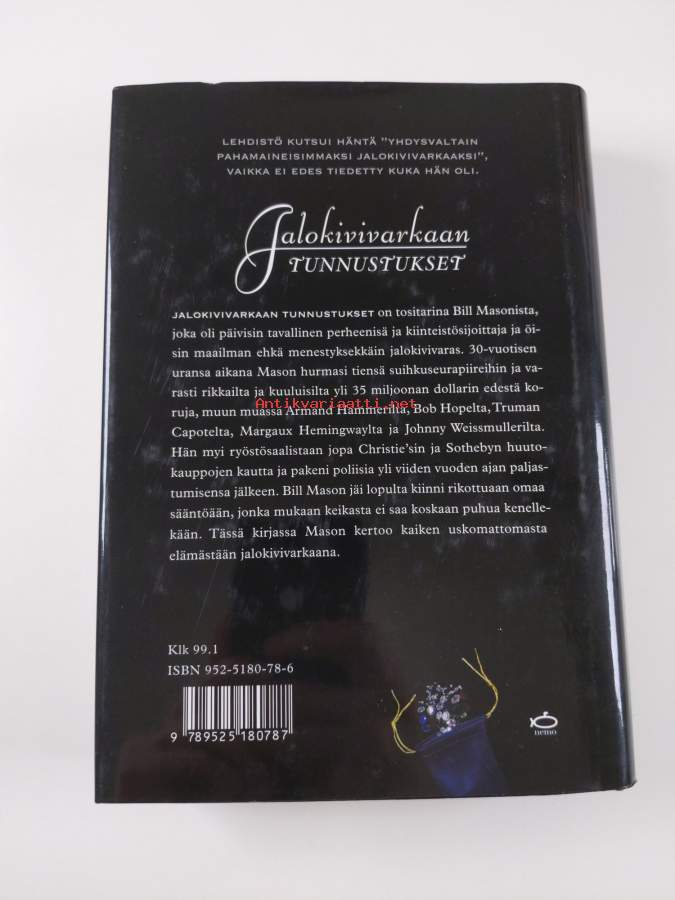 LEHDISTÖ KUTSUI HÄNTÄ "YHDYSVALTAIN
PAHAMAINEISIMMAKSI JALOKIVIVARKAAKSI",
VAIKKA EI EDES TIEDETTY KUKA HÄN OLI.
Jalokivivarkaan
TUNNUSTUKSET
JALOKIVIVARKAAN TUNNUSTUKSET on tositarina Bill Masonista,
joka oli päivisin tavallinen perheenisä ja kiinteistösijoittaja ja öi-
sin maailman ehkä menestyksekkäin jalokivivaras. 30-vuotisen
uransa aikana Mason hurmasi tiensä suihkuseurapiireihin ja va-
rasti rikkailta ja kuuluisilta yli 35 miljoonan dollarin edestä ko-
Antikvariaatti.net
ruja, muun muassa Armand Hammerilta, Bob Hopelta, Truman
Capotelta, Margaux Hemingwaylta ja Johnny Weissmullerilta.
Hän myi ryöstösaalistaan jopa Christie'sin ja Sothebyn huuto-
kauppojen kautta ja pakeni poliisia yli viiden vuoden ajan paljas-
tumisensa jälkeen. Bill Mason jäi lopulta kiinni rikottuaan omaa
sääntöään, jonka mukaan keikasta ei saa koskaan puhua kenelle-
kään. Tässä kirjassa Mason kertoo kaiken uskomattomasta
elämästään jalokivivarkaana.
Klk 99.1
ISBN 952-5180-78-6
9 789525 180787
nemo